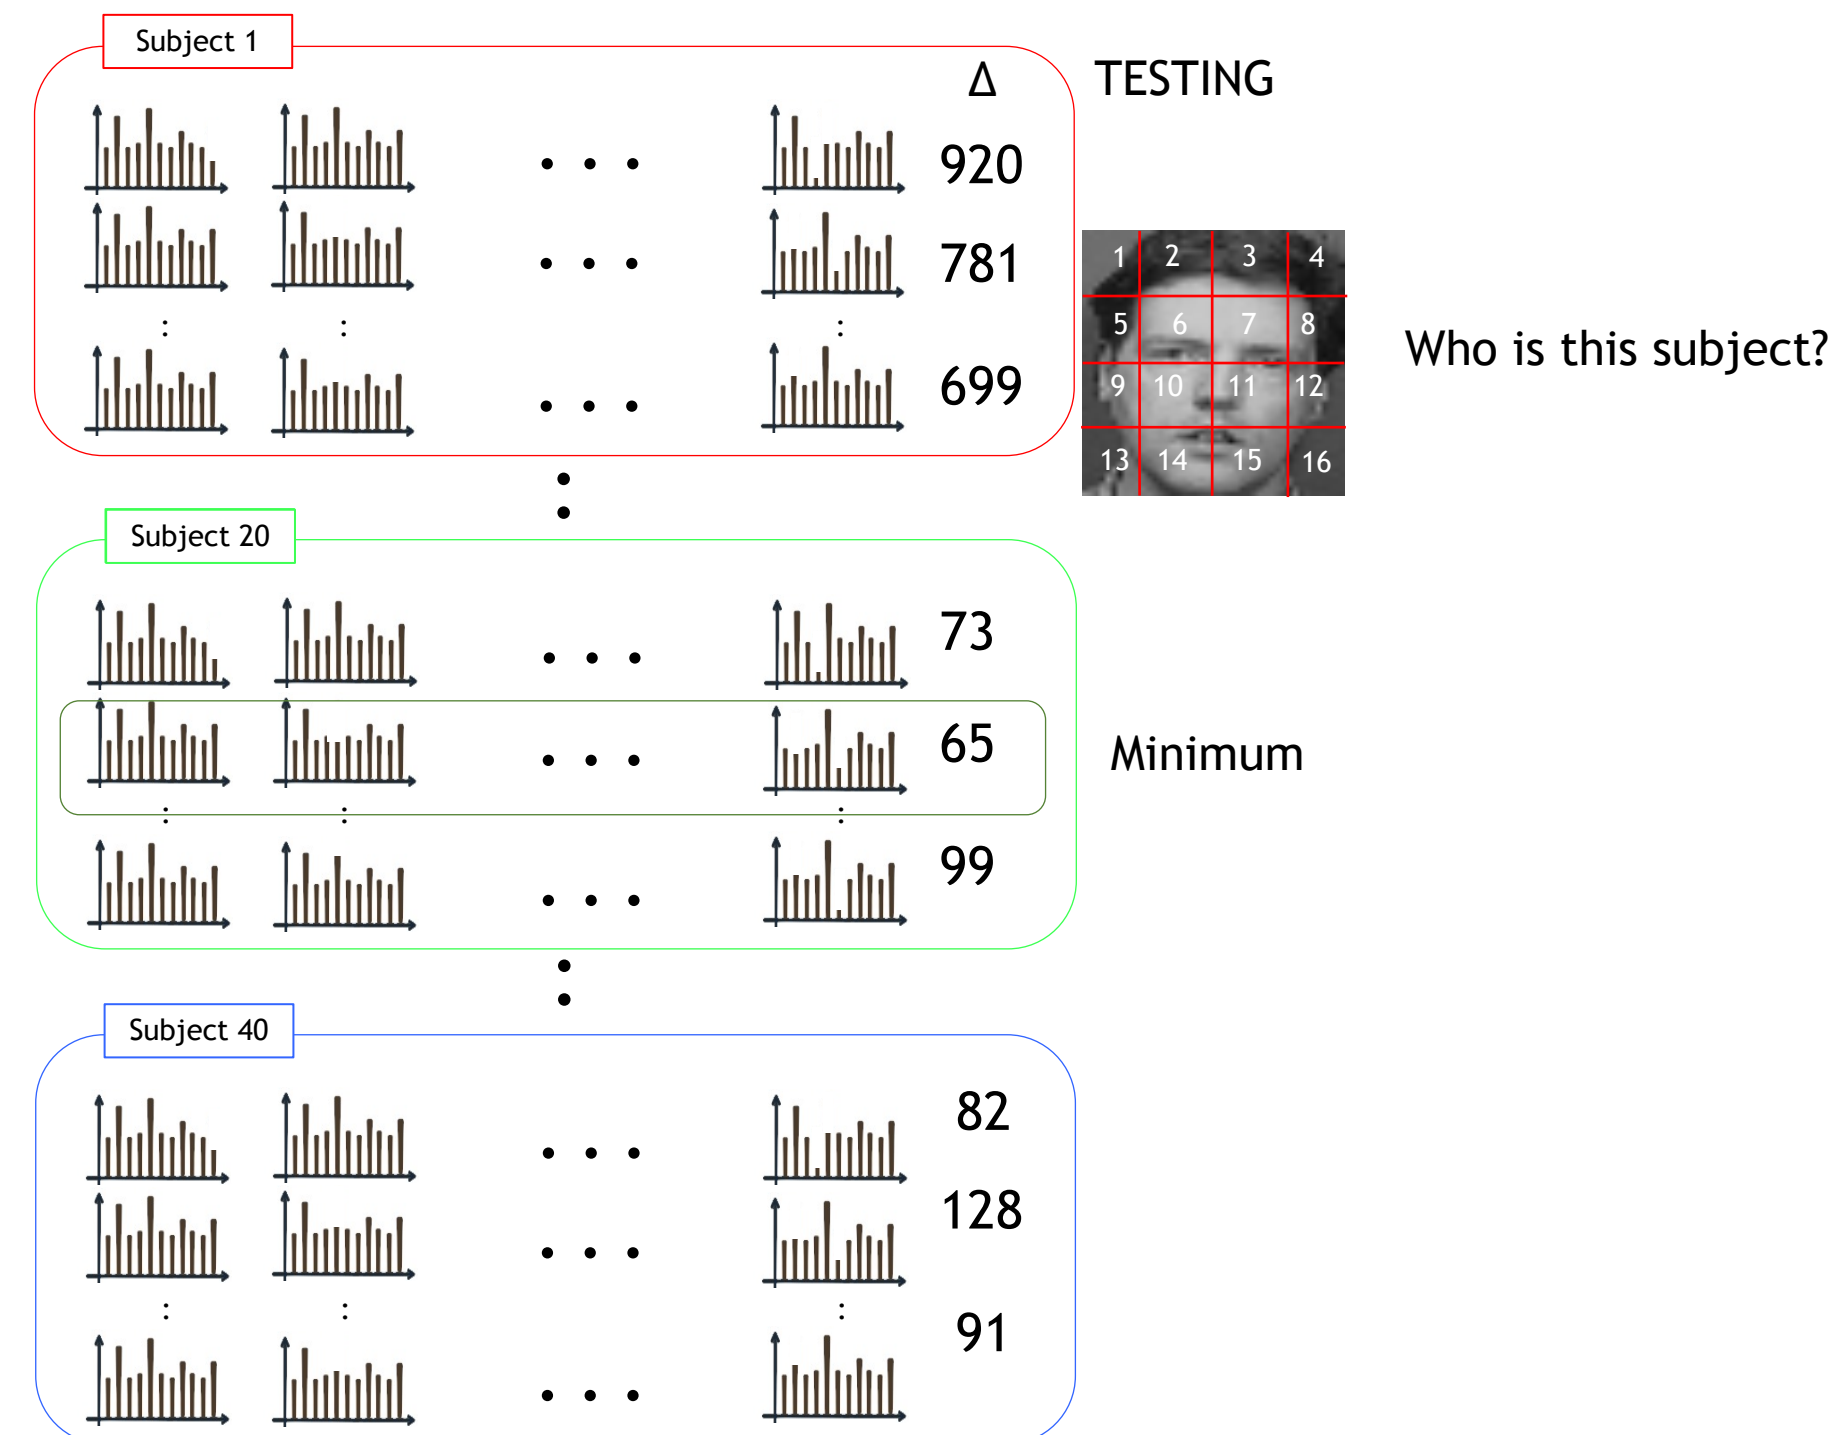 Subject 1
Δ
TESTING
920
781
699
1 2 3 4
5 6 7 8
9 10 11 12
13 14 15 16
Who is this subject?
Subject 20
73
65
Minimum
99
Subject 40
82
128
91